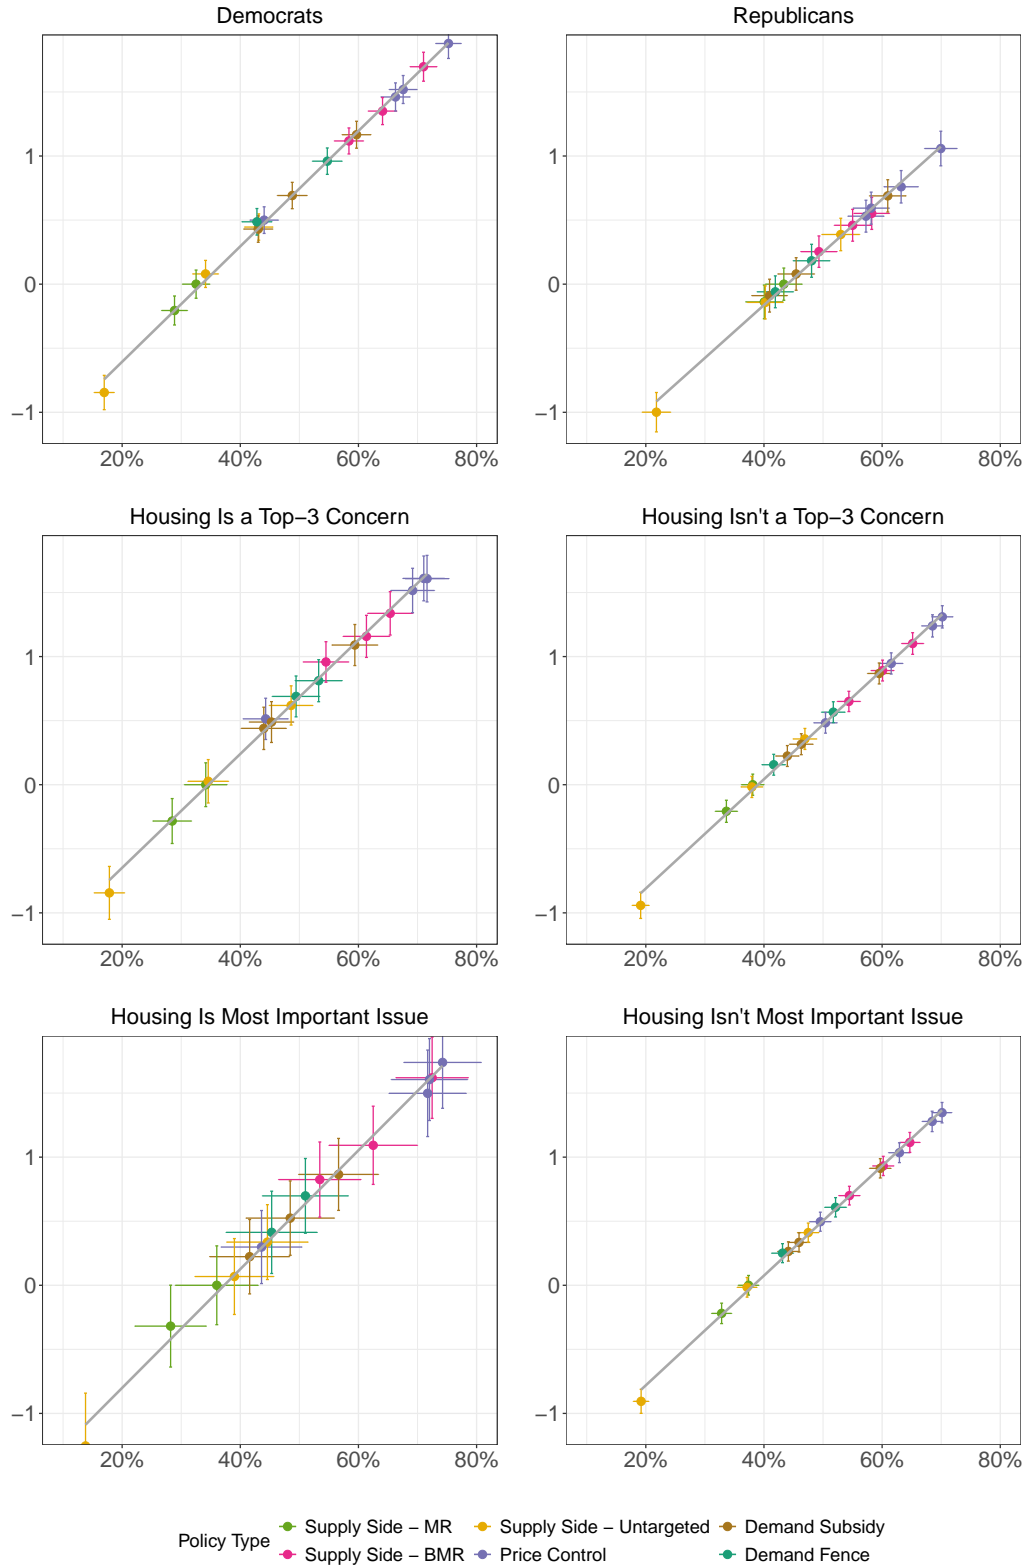 Democrats
Republicans
1
0
−1
20% 40% 60% 80%
1
0
−1
20% 40% 60% 80%
Housing Is a Top−3 Concern
Housing Isn't a Top−3 Concern
1
0
−1
20% 40% 60% 80%
1
0
−1
20% 40% 60% 80%
Housing Is Most Important Issue
Housing Isn't Most Important Issue
1
0
−1
20% 40% 60% 80%
1
0
−1
20% 40% 60% 80%
Policy Type
Supply Side − MR
Supply Side − Untargeted
Demand Subsidy
Supply Side − BMR
Price Control
Demand Fence